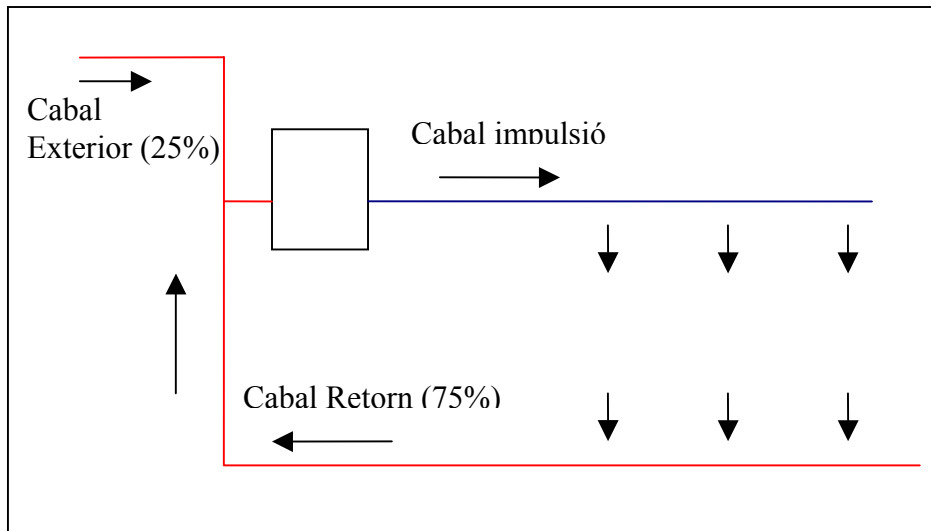 Cabal
Exterior (25%)
Cabal impulsió
Cabal Retorn (75%)